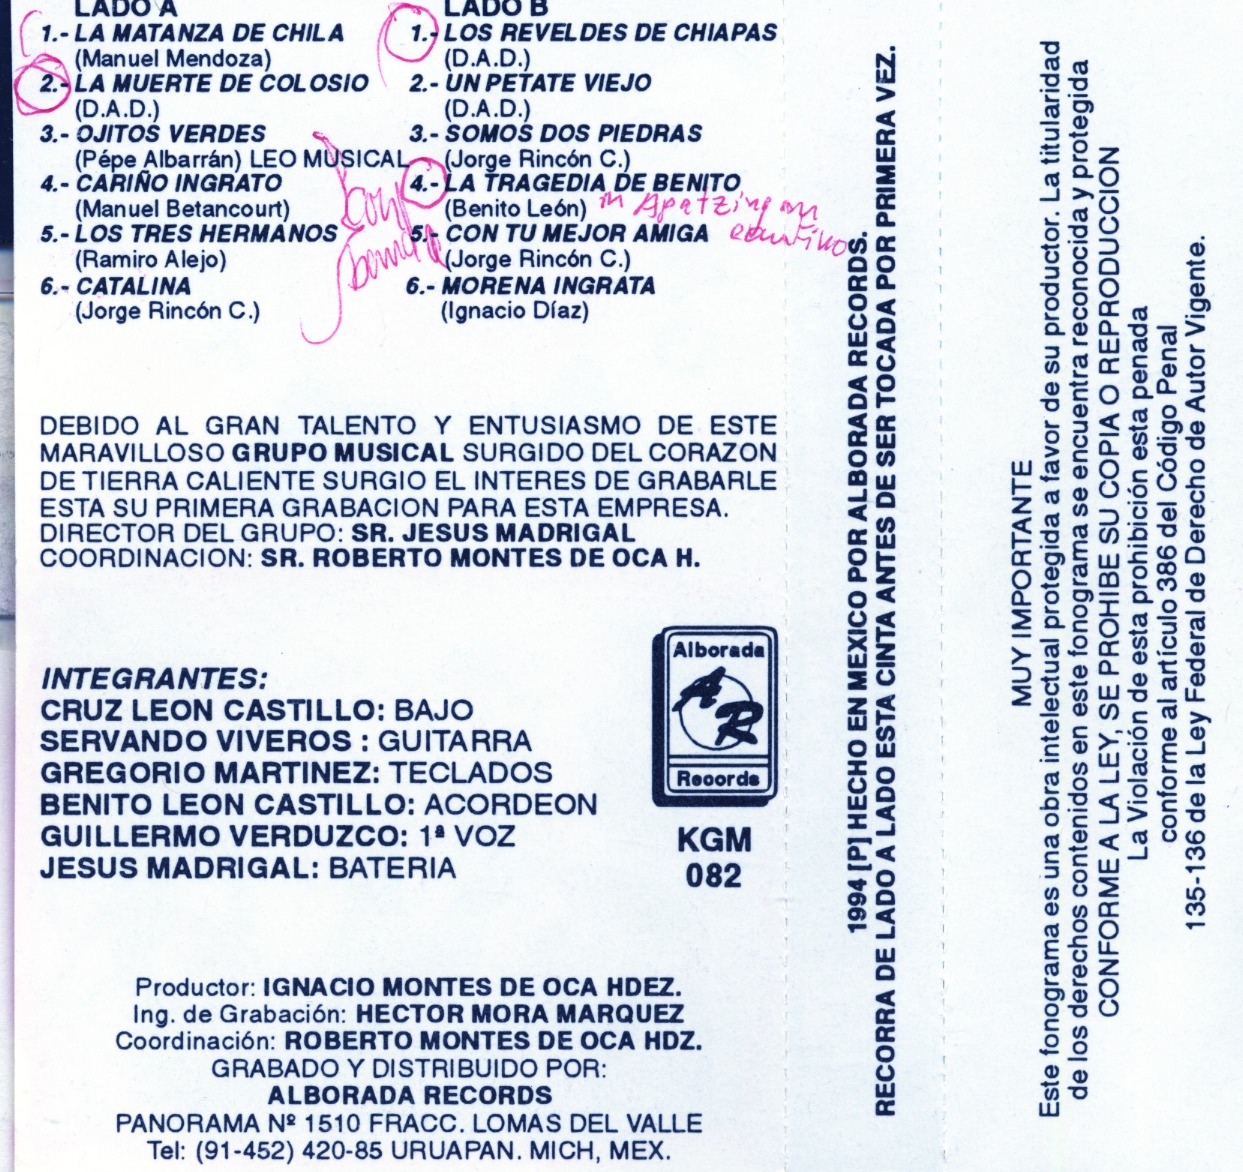 LADO A
1.- LA MATANZA DE CHILA
(Manuel Mendoza)
2.- LA MUERTE DE COLOSIO
(D.A.D.)
3.- OJITOS VERDES
(Pépe Albarrán) LEO MUSICAL
4.- CARIÑO INGRATO
(Manuel Betancourt)
5.- LOS TRES HERMANOS
(Ramiro Alejo)
6.- CATALINA
(Jorge Rincón C.)
LADO B
1.- LOS REVELDES DE CHIAPAS
(D.A.D.)
2.- UN PETATE VIEJO
(D.A.D.)
3.- SOMOS DOS PIEDRAS
(Jorge Rincón C.)
4.- LA TRAGEDIA DE BENITO
(Benito León) in Apatzingan
5.- CON TU MEJOR AMIGA
(Jorge Rincón C.)
6.- MORENA INGRATA
(Ignacio Díaz)
DEBIDO AL GRAN TALENTO Y ENTUSIASMO DE ESTE
MARAVILLOSO GRUPO MUSICAL SURGIDO DEL CORAZON
DE TIERRA CALIENTE SURGIO EL INTERES DE GRABARLE
ESTA SU PRIMERA GRABACION PARA ESTA EMPRESA.
DIRECTOR DEL GRUPO: SR. JESUS MADRIGAL
COORDINACION: SR. ROBERTO MONTES DE OCA H.
INTEGRANTES:
CRUZ LEON CASTILLO: BAJO
SERVANDO VIVEROS : GUITARRA
GREGORIO MARTINEZ: TECLADOS
BENITO LEON CASTILLO: ACORDEON
GUILLERMO VERDUZCO: 1ª VOZ
JESUS MADRIGAL: BATERIA
Alborada
AR
Records
KGM
082
Productor: IGNACIO MONTES DE OCA HDEZ.
Ing. de Grabación: HECTOR MORA MARQUEZ
Coordinación: ROBERTO MONTES DE OCA HDZ.
GRABADO Y DISTRIBUIDO POR:
ALBORADA RECORDS
PANORAMA Nº 1510 FRACC. LOMAS DEL VALLE
Tel: (91-452) 420-85 URUAPAN. MICH, MEX.
1994 [P] HECHO EN MEXICO POR ALBORADA RECORDS.
RECORRA DE LADO A LADO ESTA CINTA ANTES DE SER TOCADA POR PRIMERA VEZ.
MUY IMPORTANTE
Este fonograma es una obra intelectual protegida a favor de su productor. La titularidad
de los derechos contenidos en este fonograma se encuentra reconocida y protegida
CONFORME A LA LEY, SE PROHIBE SU COPIA O REPRODUCCION
La Violación de esta prohibición esta penada
conforme al artículo 386 del Código Penal
135-136 de la Ley Federal de Derecho de Autor Vigente.